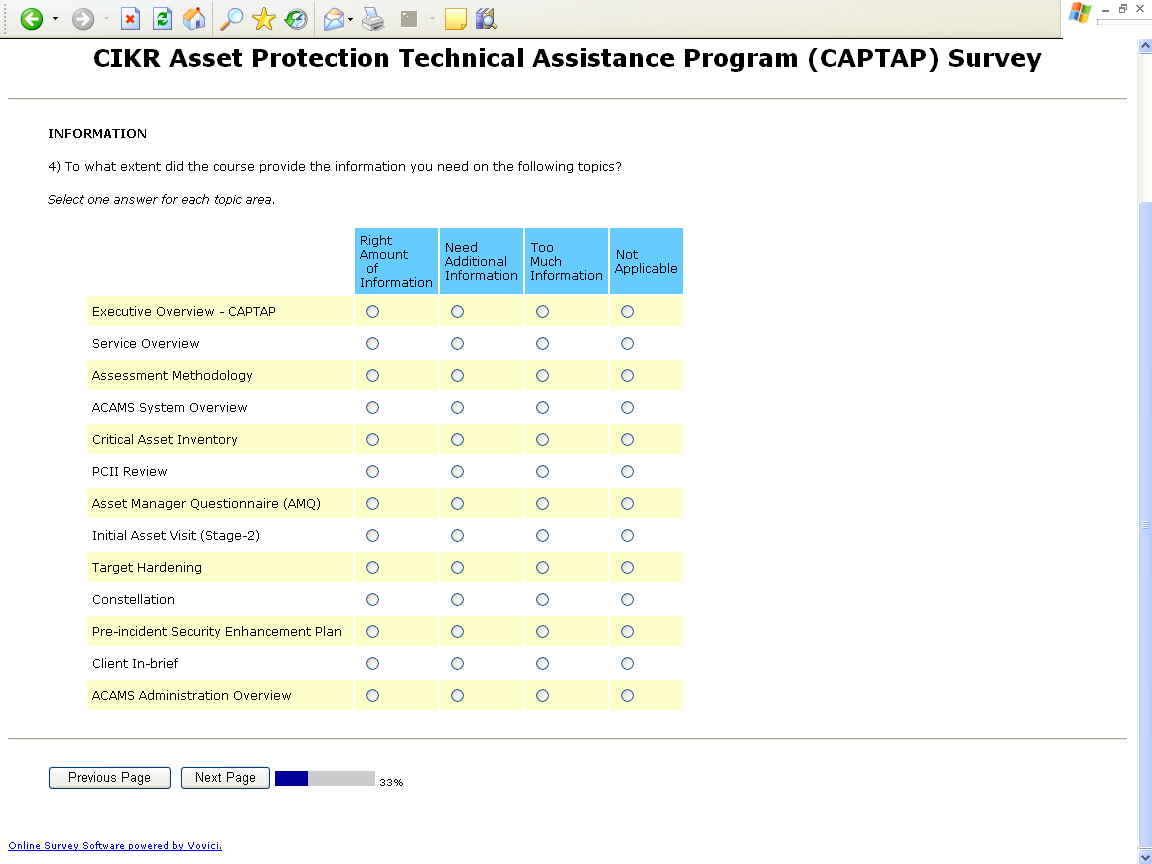 CIKR Asset Protection Technical Assistance Program (CAPTAP) Survey
INFORMATION
4) To what extent did the course provide the information you need on the following topics?
Select one answer for each topic area.
Right Amount of Information
Need Additional Information
Too Much Information
Not Applicable
Executive Overview - CAPTAP
Service Overview
Assessment Methodology
ACAMS System Overview
Critical Asset Inventory
PCII Review
Asset Manager Questionnaire (AMQ)
Initial Asset Visit (Stage-2)
Target Hardening
Constellation
Pre-incident Security Enhancement Plan
Client In-brief
ACAMS Administration Overview
Previous Page
Next Page
33%
Online Survey Software powered by Vovici.